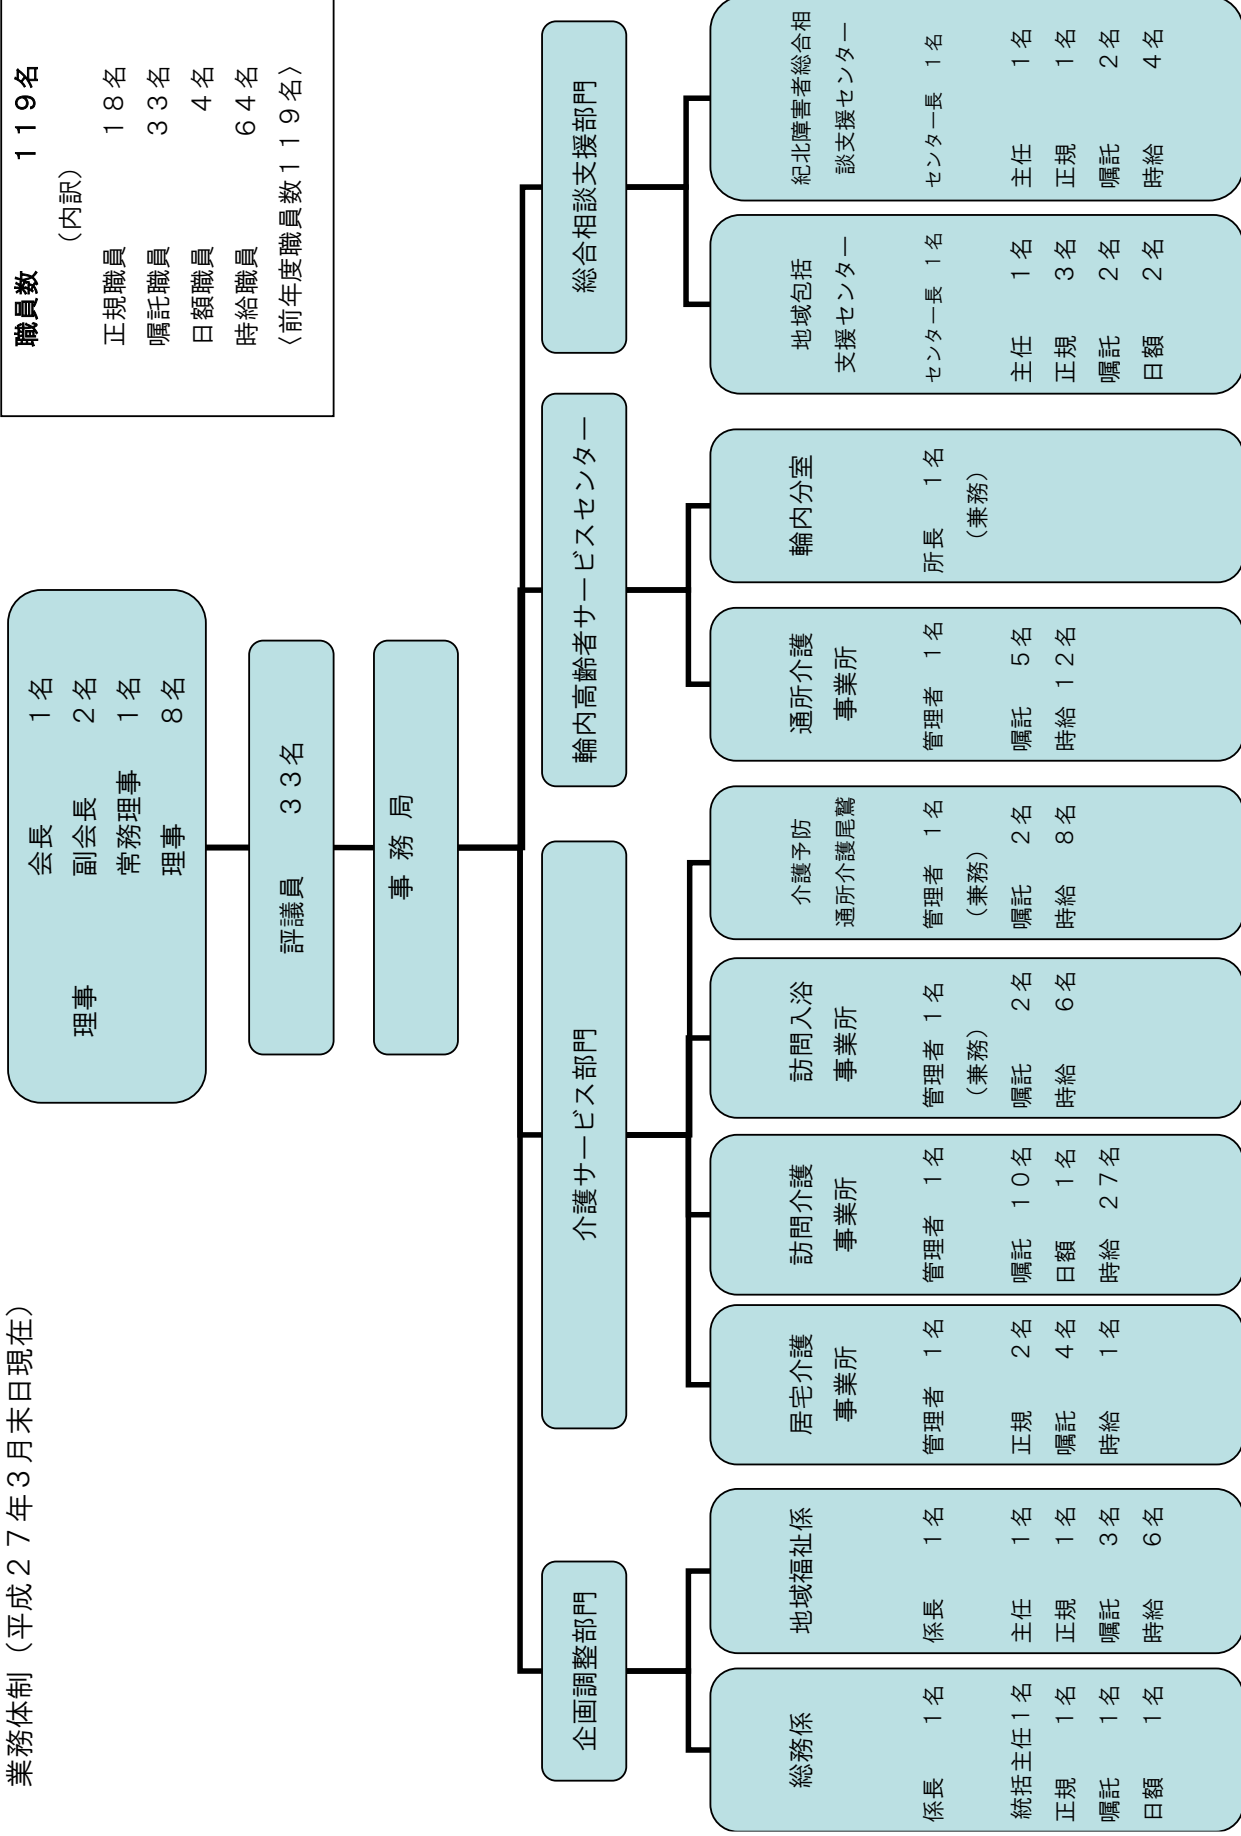 業務体制（平成２７年３月末日現在）
職員数　１１９名
（内訳）
正規職員　１８名
嘱託職員　３３名
日額職員　４名
時給職員　６４名
〈前年度職員数１１９名〉
理事
会長　１名
副会長　２名
常務理事　１名
理事　８名
評議員　３３名
事 務 局
企画調整部門
介護サービス部門
輪内高齢者サービスセンター
総合相談支援部門
総務係
係長　１名
統括主任１名
正規　１名
嘱託　１名
日額　１名
地域福祉係
係長　１名
主任　１名
正規　１名
嘱託　３名
時給　６名
居宅介護
事業所
管理者　１名
正規　２名
嘱託　４名
時給　１名
訪問介護
事業所
管理者　１名
嘱託　１０名
日額　１名
時給　２７名
訪問入浴
事業所
管理者　１名
（兼務）
嘱託　２名
時給　６名
介護予防
通所介護尾鷲
管理者　１名
（兼務）
嘱託　２名
時給　８名
通所介護
事業所
管理者　１名
嘱託　５名
時給　１２名
輪内分室
所長　１名
（兼務）
地域包括
支援センター
センター長　１名
主任　１名
正規　３名
嘱託　２名
日額　２名
紀北障害者総合相
談支援センター
センター長　１名
主任　１名
正規　１名
嘱託　２名
時給　４名